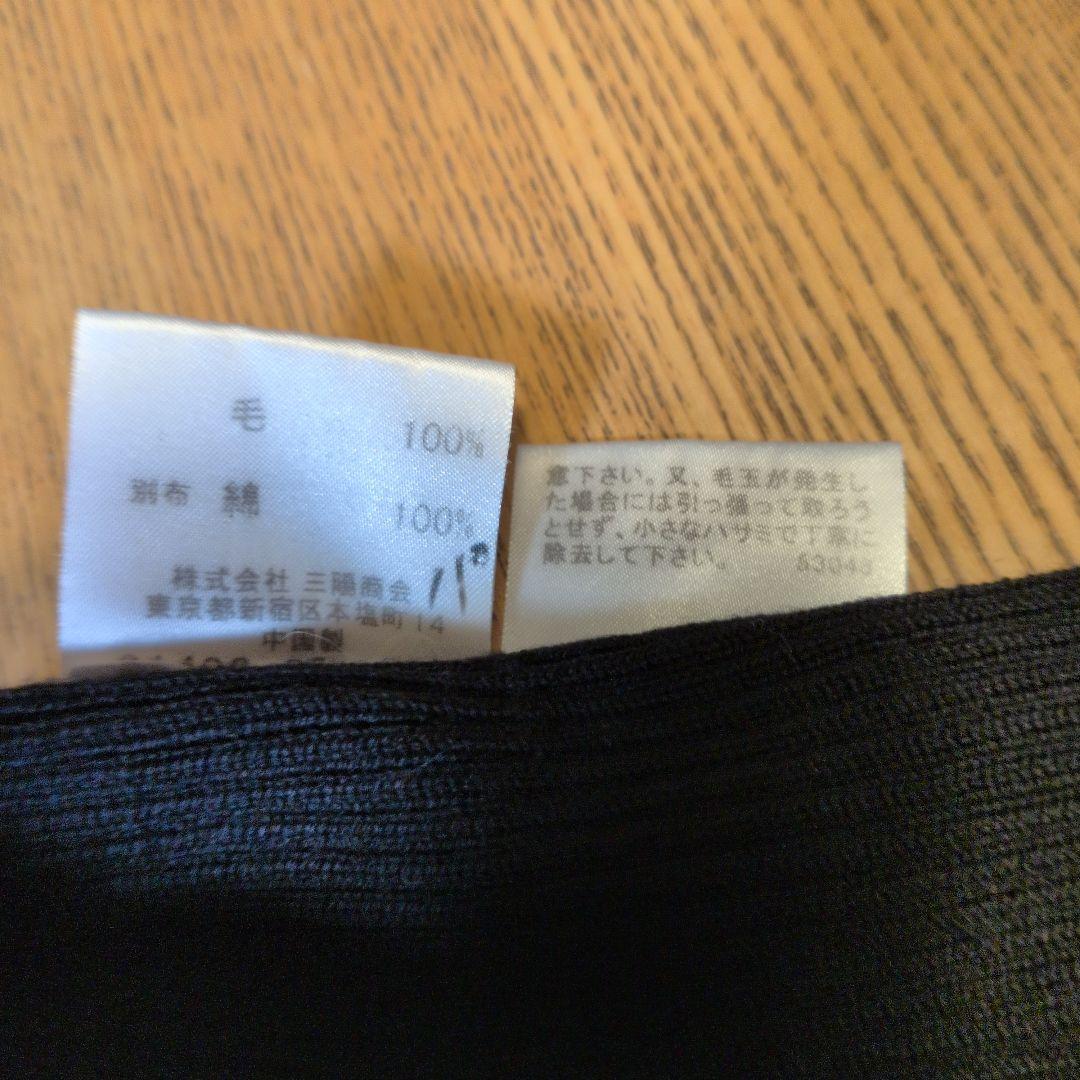 毛 100%
別布 綿 100%
株式会社 三陽商会
東京都新宿区本塩町14
中国製
パ
意下さい。又、毛玉が発生し
た場合には引っ張って取ろう
とせず、小さなハサミで丁寧に
除去して下さい。 53043